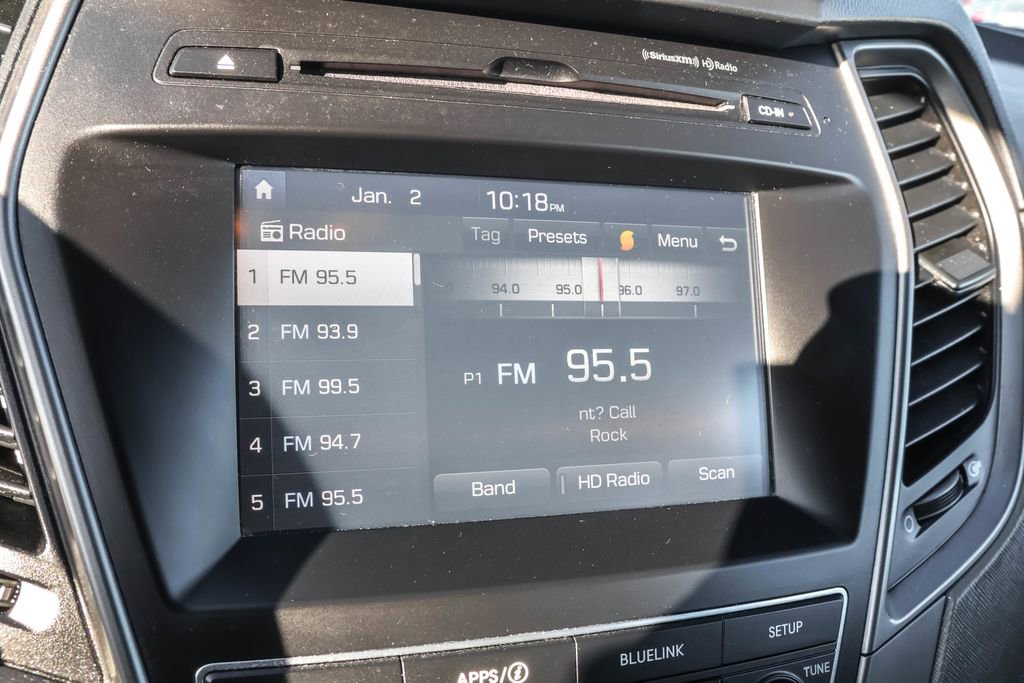 SiriusXM HD Radio
CD-IN
Jan. 2 10:18PM
Radio Tag Presets Menu
1 FM 95.5
94.0 95.0 96.0 97.0
2 FM 93.9
3 FM 99.5
P1 FM 95.5
nt? Call
4 FM 94.7
Rock
5 FM 95.5
Band HD Radio Scan
APPS/i
BLUELINK
SETUP
TUNE